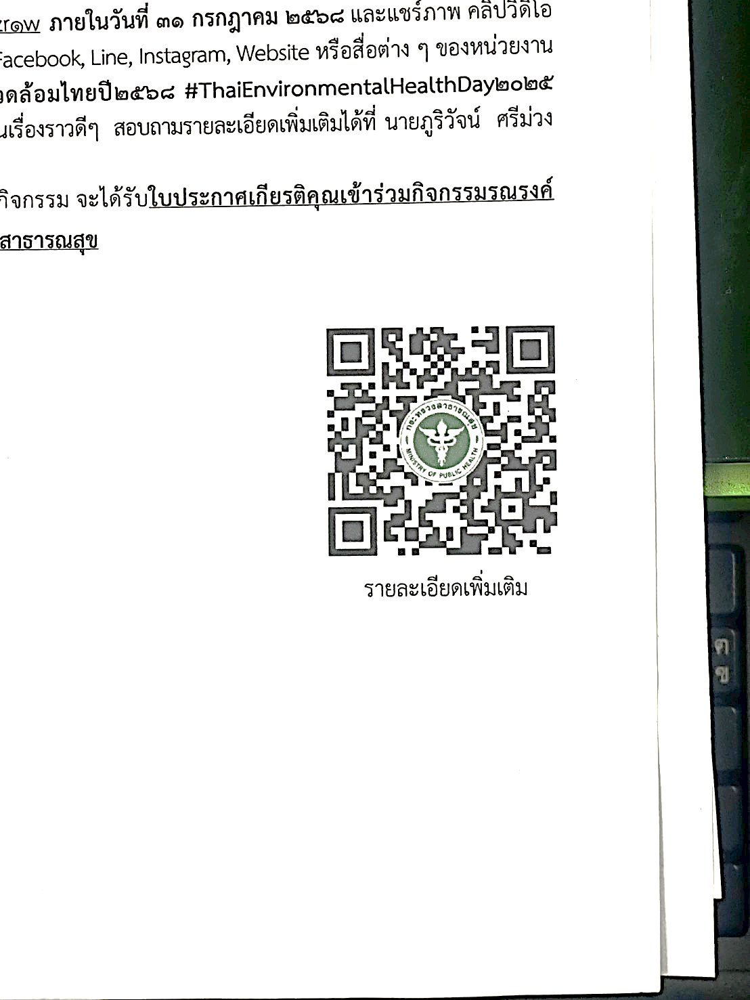 zr๑w ภายในวันที่ ๓๑ กรกฎาคม ๒๕๖๘ และแชร์ภาพ คลิปวิดีโอ
Facebook, Line, Instagram, Website หรือสื่อต่าง ๆ ของหน่วยงาน
วดล้อมไทยปี๒๕๖๘ #ThaiEnvironmentalHealthDay๒๐๒๕
นเรื่องราวดีๆ สอบถามรายละเอียดเพิ่มเติมได้ที่ นายภูริวัจน์ ศรีม่วง
กิจกรรม จะได้รับใบประกาศเกียรติคุณเข้าร่วมกิจกรรมรณรงค์
สาธารณสุข
กระทรวงสาธารณสุข
MINISTRY OF PUBLIC HEALTH
รายละเอียดเพิ่มเติม
ฅ
ข